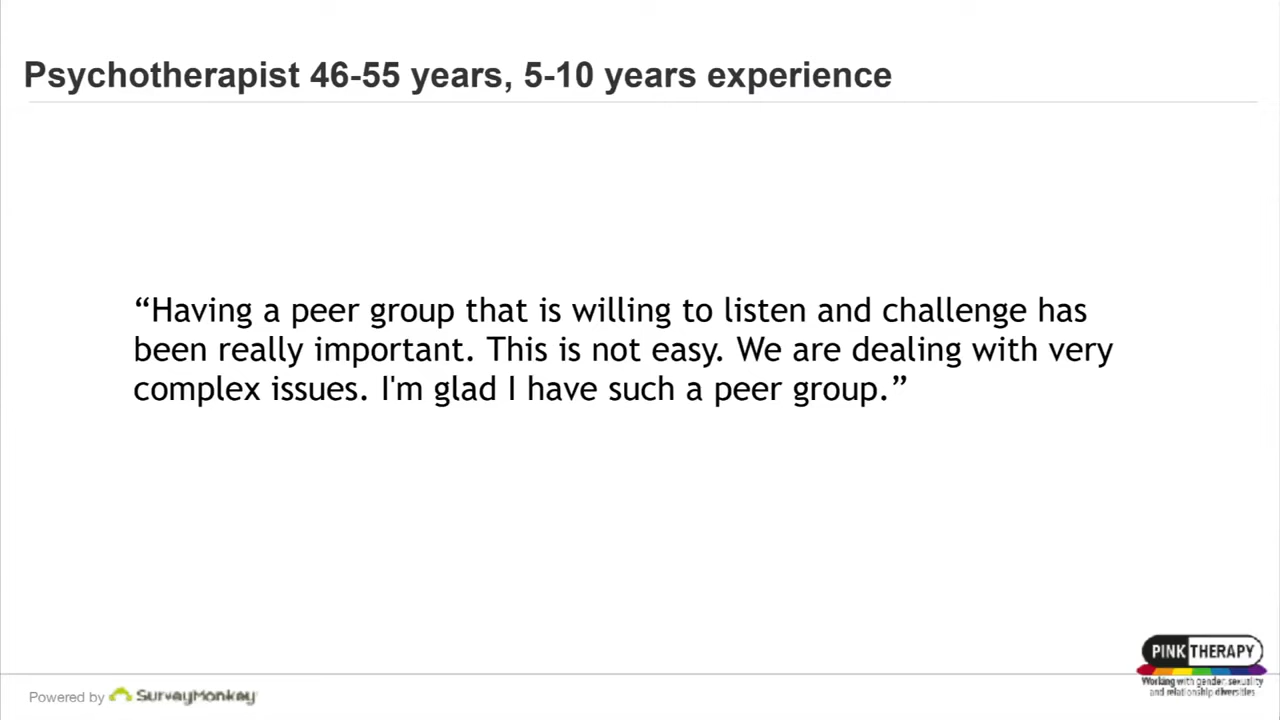 Psychotherapist 46-55 years, 5-10 years experience
“Having a peer group that is willing to listen and challenge has
been really important. This is not easy. We are dealing with very
complex issues. I'm glad I have such a peer group.”
PINK THERAPY
Working with gender, sexuality
and relationship diversities
Powered by SurveyMonkey